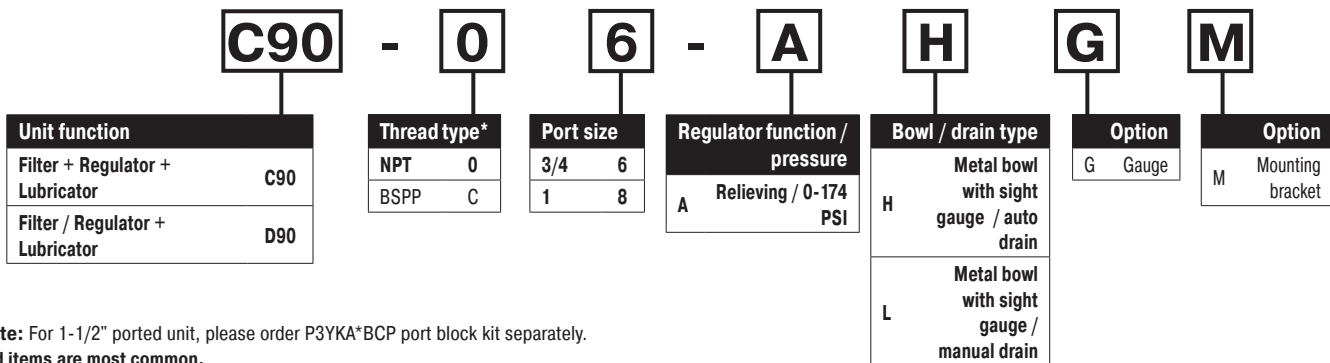 C90 - 0 6 - A H G M
Unit function
Filter + Regulator +
Lubricator C90
Filter / Regulator +
Lubricator D90
Thread type*
NPT 0
BSPP C
Port size
3/4 6
1 8
Regulator function /
pressure
A Relieving / 0-174
PSI
Bowl / drain type
H Metal bowl
with sight
gauge / auto
drain
L Metal bowl
with sight
gauge /
manual drain
Option
G Gauge
Option
M Mounting
bracket
te: For 1-1/2" ported unit, please order P3YKA*BCP port block kit separately.
d items are most common.